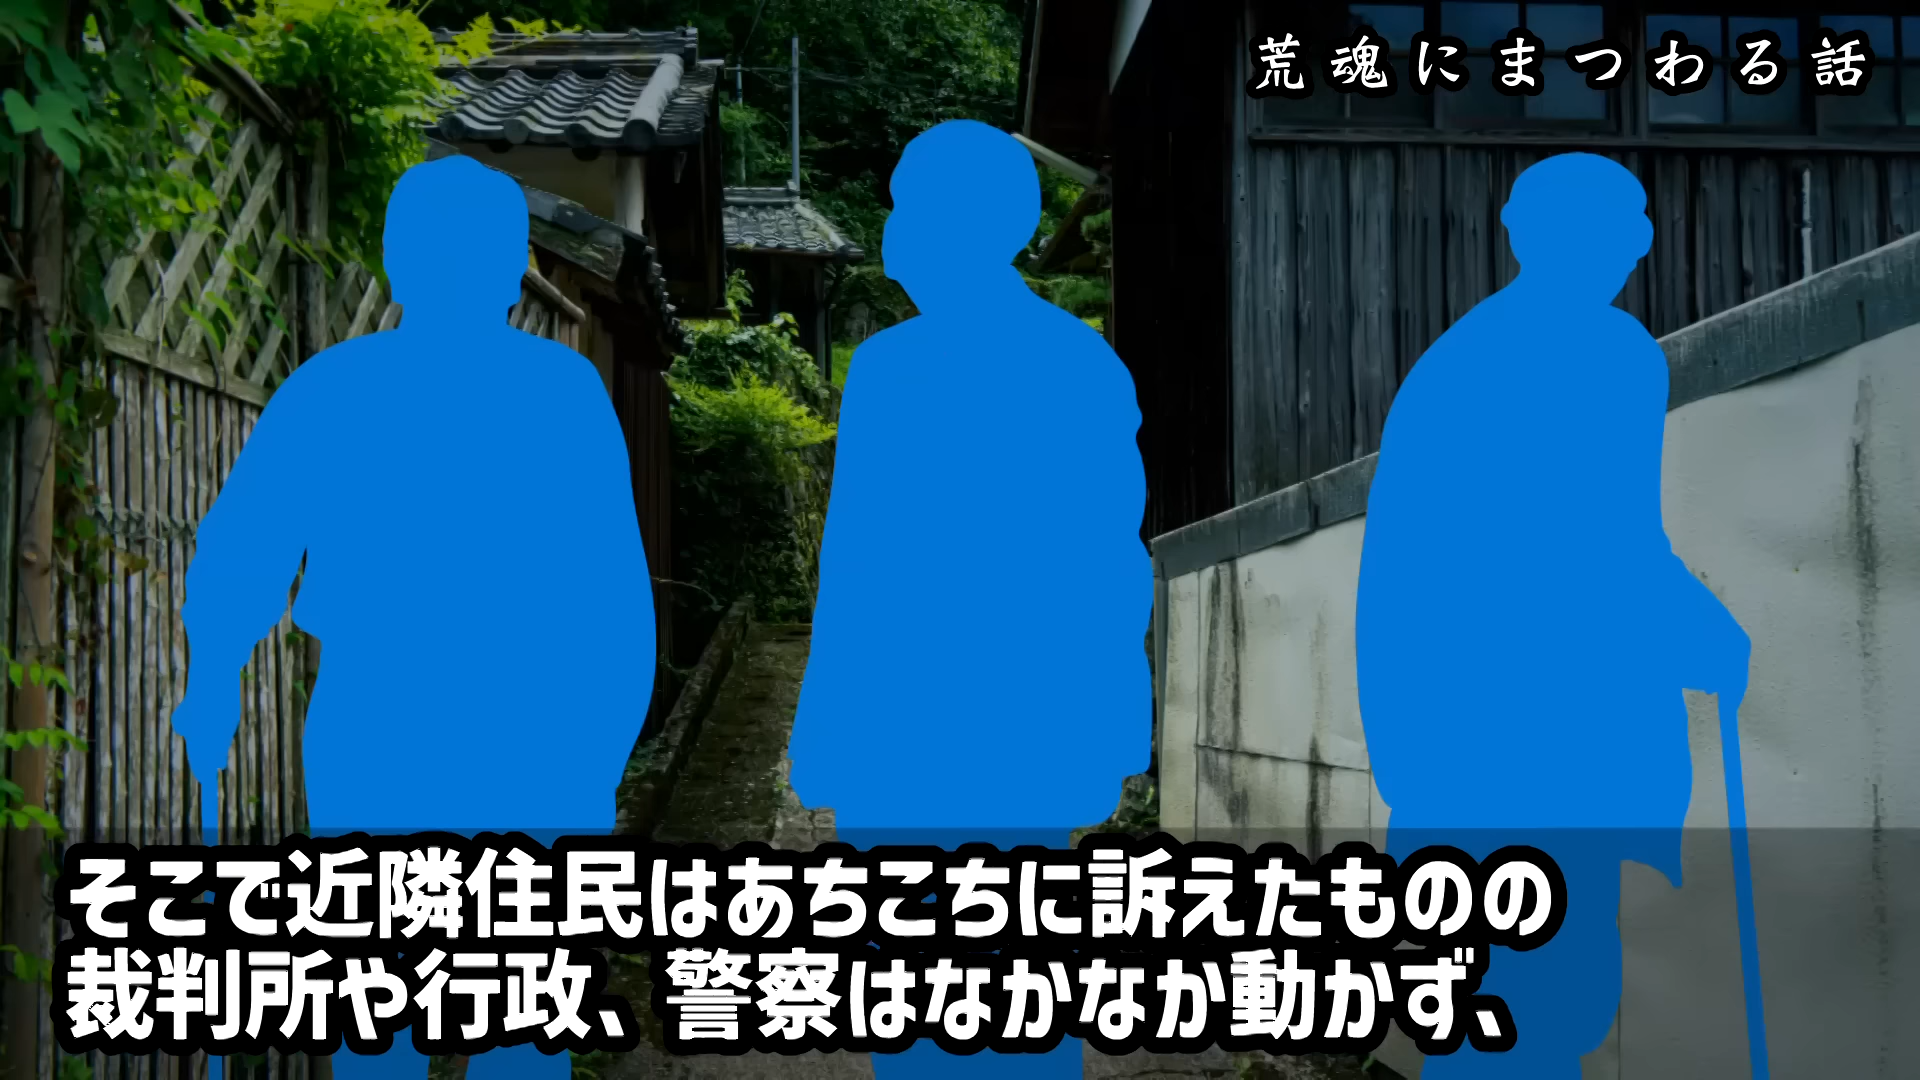 荒魂にまつわる話
そこで近隣住民はあちこちに訴えたものの
裁判所や行政、警察はなかなか動かず、